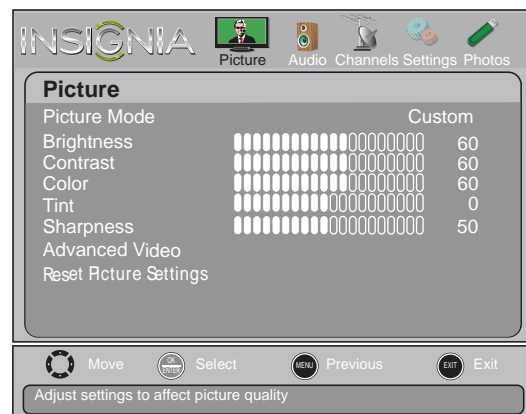 INSIGNIA
Picture Audio Channels Settings Photos
Picture
Picture Mode Custom
Brightness 60
Contrast 60
Color 60
Tint 0
Sharpness 50
Advanced Video
Reset Picture Settings
Move OK ENTER Select MENU Previous EXIT Exit
Adjust settings to affect picture quality